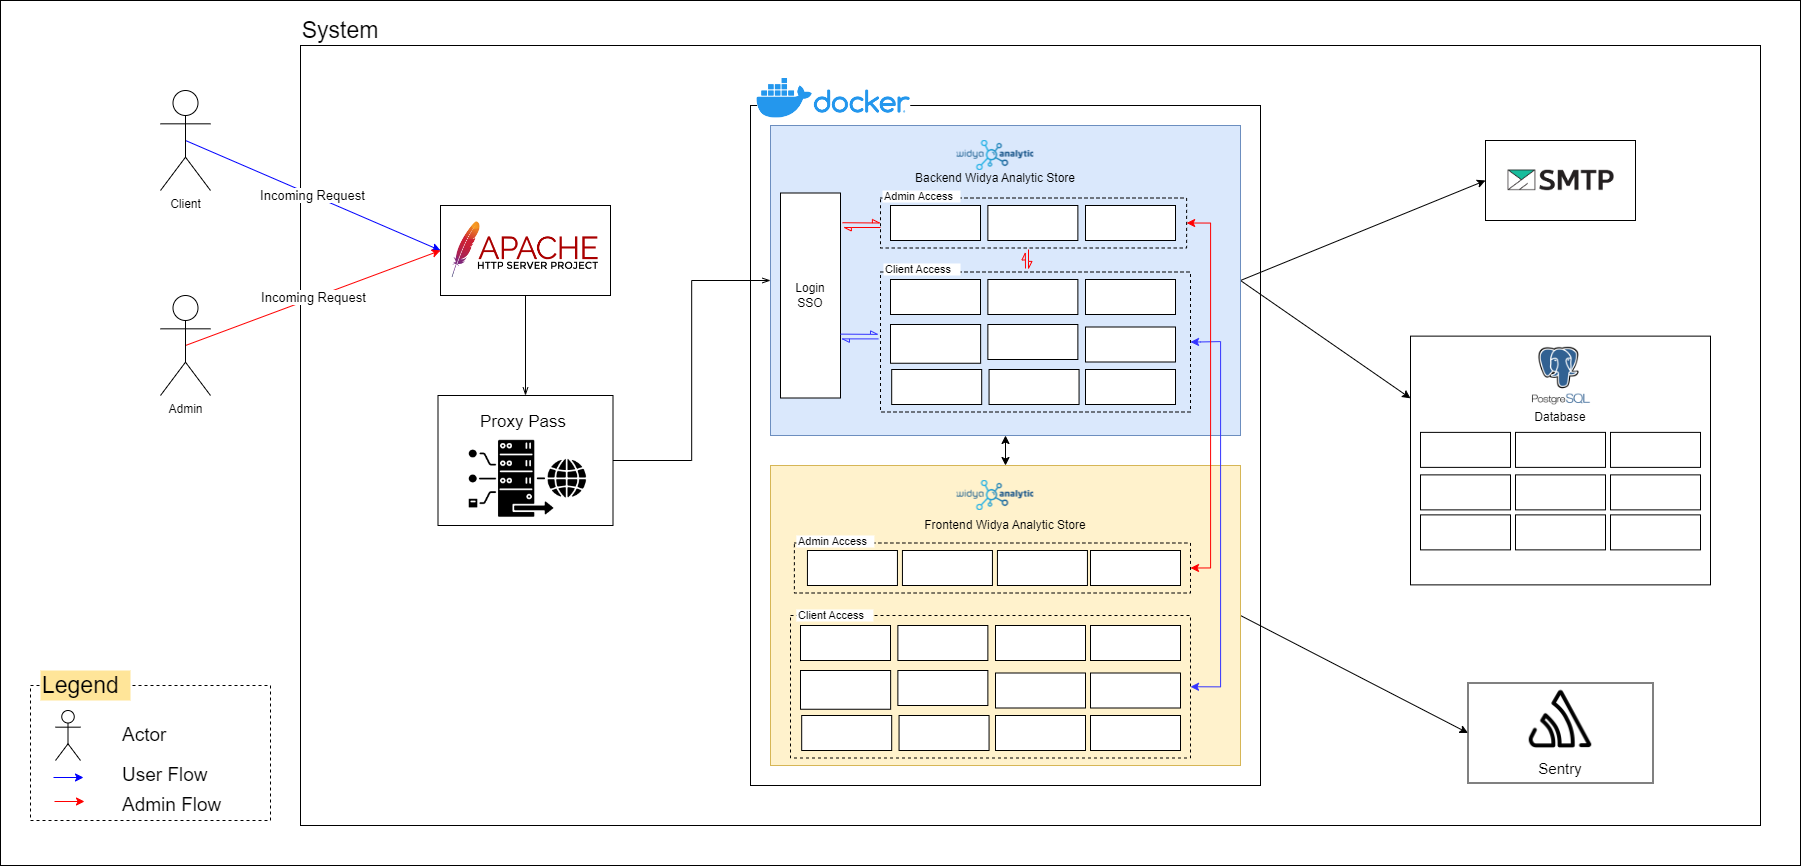 System
Client
Incoming Request
APACHE
HTTP SERVER PROJECT
Incoming Request
Admin
Proxy Pass
docker
widya analytic
Backend Widya Analytic Store
Login
SSO
Admin Access
Client Access
widya analytic
Frontend Widya Analytic Store
Admin Access
Client Access
SMTP
PostgreSQL
Database
Sentry
Legend
Actor
User Flow
Admin Flow